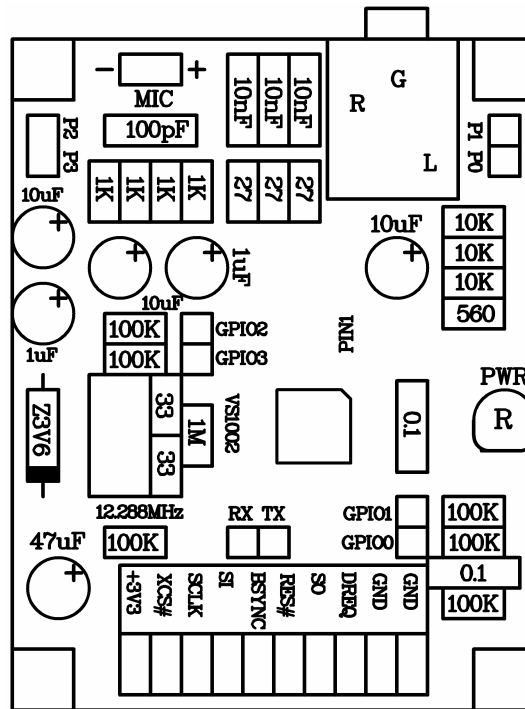 - +
MIC
100pF
10nF
10nF
10nF
R
G
L
P2
P3
P1
P0
1K
1K
1K
1K
27
27
27
10uF
10uF
1uF
10uF
10K
10K
10K
560
1uF
100K
100K
GPIO2
GPIO3
PIN1
Z3V6
33
33
1M
VS1002
0.1
PWR
R
12.288MHz
100K
RX TX
GPIO1
GPIO0
100K
100K
47uF
0.1
100K
+3V3
XCS#
SCLK
SI
BSYNC
RES#
SO
DREQ
GND
GND